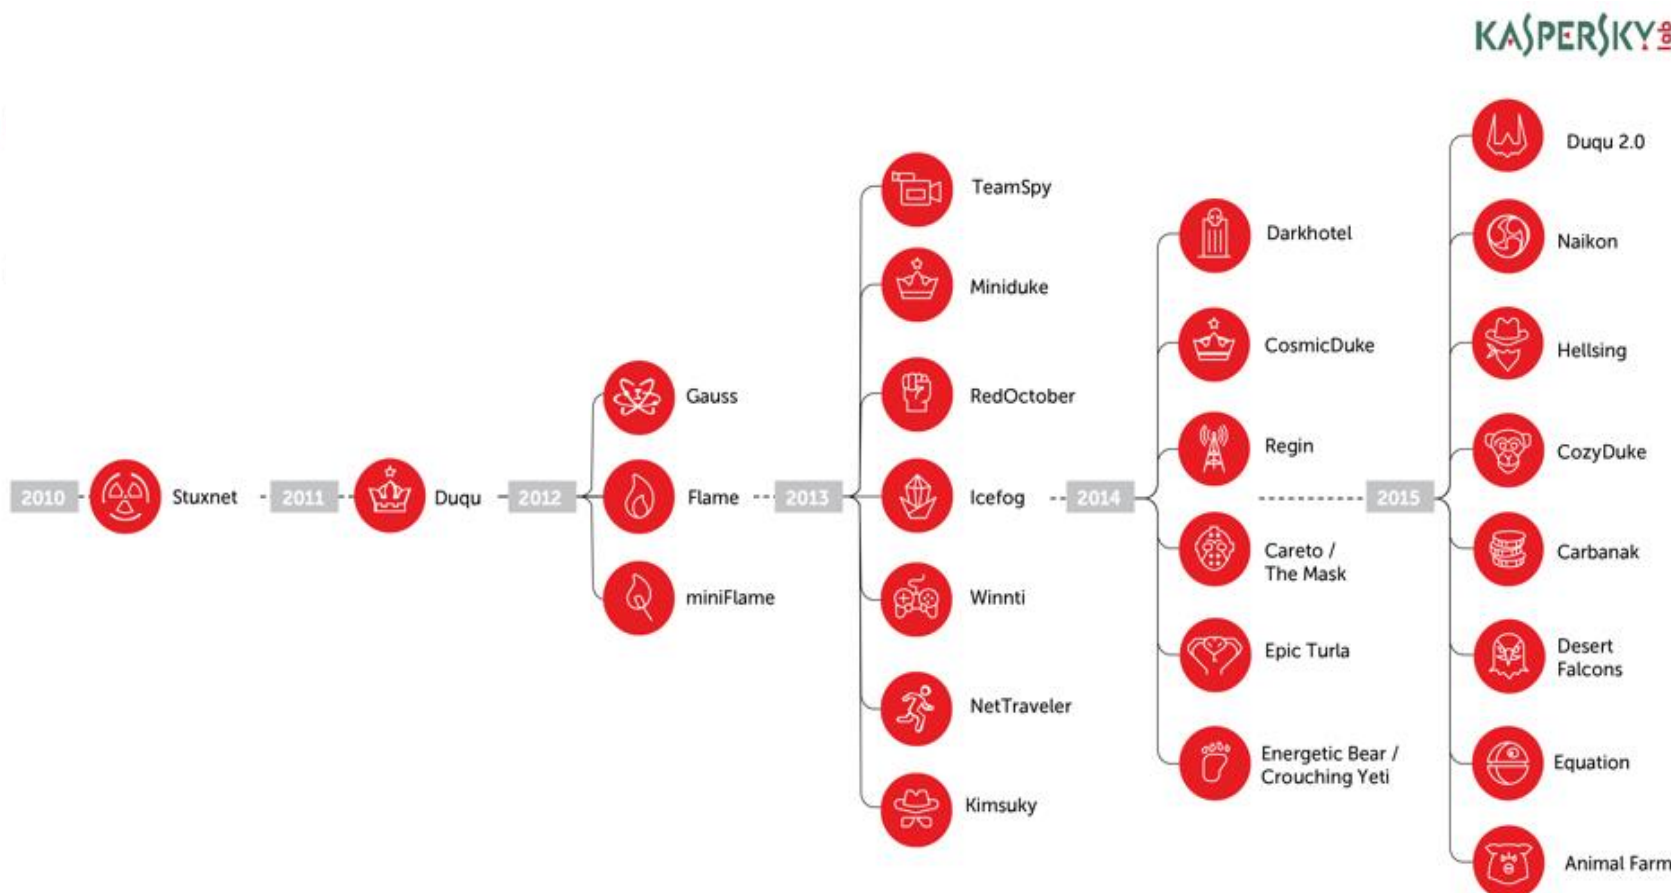 KASPERSKY lab
2010
Stuxnet
2011
Duqu
2012
Gauss
Flame
miniFlame
2013
TeamSpy
Miniduke
RedOctober
Icefog
Winnti
NetTraveler
Kimsuky
2014
Darkhotel
CosmicDuke
Regin
Careto /
The Mask
Epic Turla
Energetic Bear /
Crouching Yeti
2015
Duqu 2.0
Naikon
Hellsing
CozyDuke
Carbanak
Desert
Falcons
Equation
Animal Farm